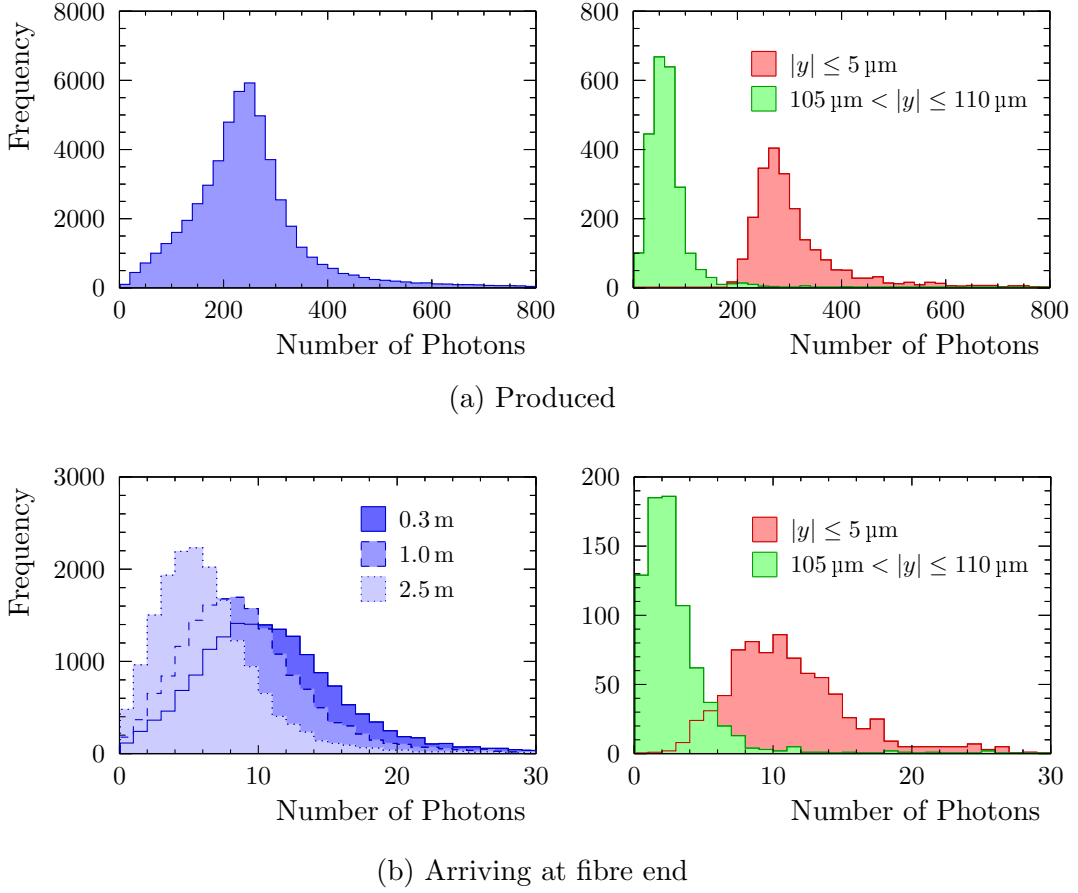 8000
6000
4000
2000
0
0 200 400 600 800
Frequency
Number of Photons
800
600
400
200
0
0 200 400 600 800
|y| ≤ 5 µm
105 µm < |y| ≤ 110 µm
Number of Photons
(a) Produced
3000
2000
1000
0
0 10 20 30
Frequency
0.3 m
1.0 m
2.5 m
Number of Photons
200
150
100
50
0
0 10 20 30
|y| ≤ 5 µm
105 µm < |y| ≤ 110 µm
Number of Photons
(b) Arriving at fibre end